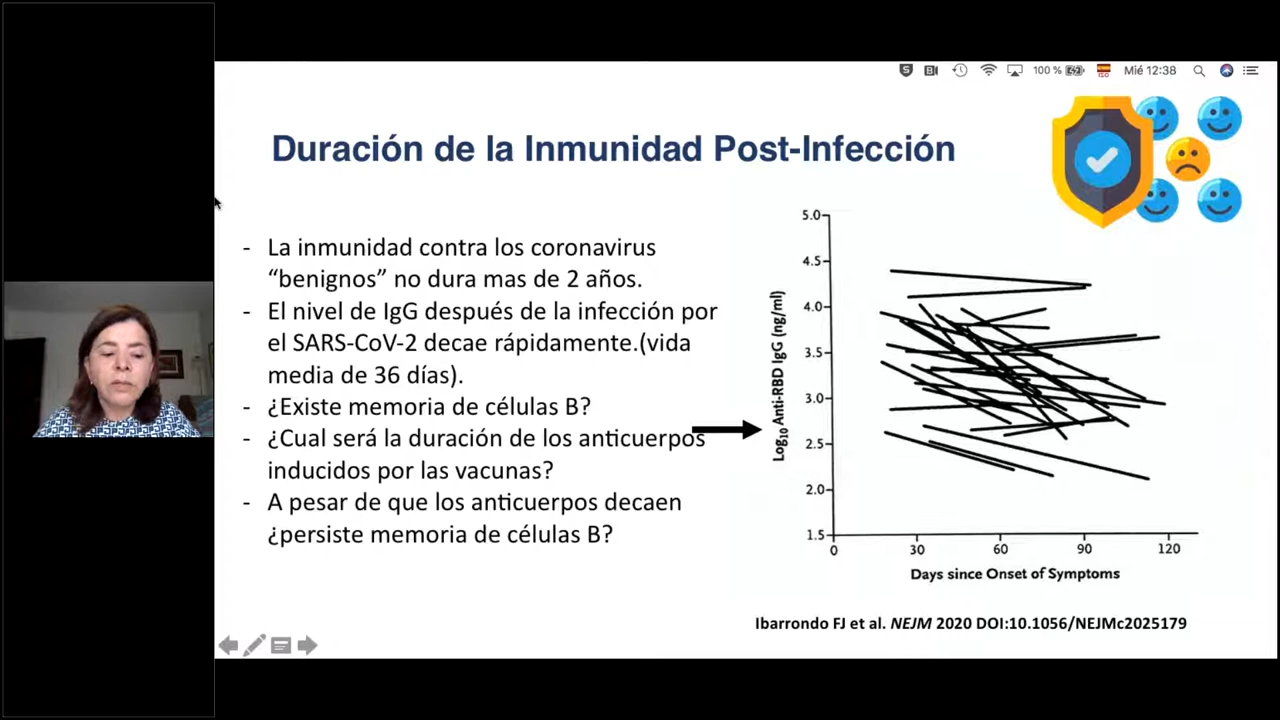 100 %
Mié 12:38
Duración de la Inmunidad Post-Infección
- La inmunidad contra los coronavirus
“benignos” no dura mas de 2 años.
- El nivel de IgG después de la infección por
el SARS-CoV-2 decae rápidamente.(vida
media de 36 días).
- ¿Existe memoria de células B?
- ¿Cual será la duración de los anticuerpos
inducidos por las vacunas?
- A pesar de que los anticuerpos decaen
¿persiste memoria de células B?
Log10 Anti-RBD IgG (ng/ml)
5.0
4.5
4.0
3.5
3.0
2.5
2.0
1.5
0 30 60 90 120
Days since Onset of Symptoms
Ibarrondo FJ et al. NEJM 2020 DOI:10.1056/NEJMc2025179